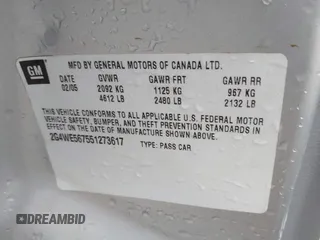 GM
MFD BY GENERAL MOTORS OF CANADA LTD.
DATE GVWR GAWR FRT GAWR RR
02/05 2092 KG 1125 KG 967 KG
4612 LB 2480 LB 2132 LB
THIS VEHICLE CONFORMS TO ALL APPLICABLE U.S. FEDERAL MOTOR
VEHICLE SAFETY, BUMPER, AND THEFT PREVENTION STANDARDS IN
EFFECT ON THE DATE OF MANUFACTURE SHOWN ABOVE.
2G4WE567551273617 TYPE: PASS CAR
DREAMBID